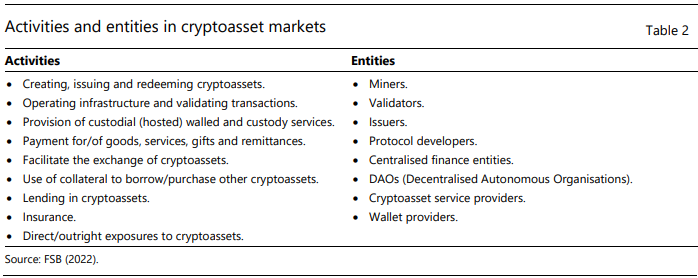 Activities and entities in cryptoasset markets
Table 2
Activities
Entities
• Creating, issuing and redeeming cryptoassets.
• Miners.
• Operating infrastructure and validating transactions.
• Validators.
• Provision of custodial (hosted) walled and custody services.
• Issuers.
• Payment for/of goods, services, gifts and remittances.
• Protocol developers.
• Facilitate the exchange of cryptoassets.
• Centralised finance entities.
• Use of collateral to borrow/purchase other cryptoassets.
• DAOs (Decentralised Autonomous Organisations).
• Lending in cryptoassets.
• Cryptoasset service providers.
• Insurance.
• Wallet providers.
• Direct/outright exposures to cryptoassets.
Source: FSB (2022).